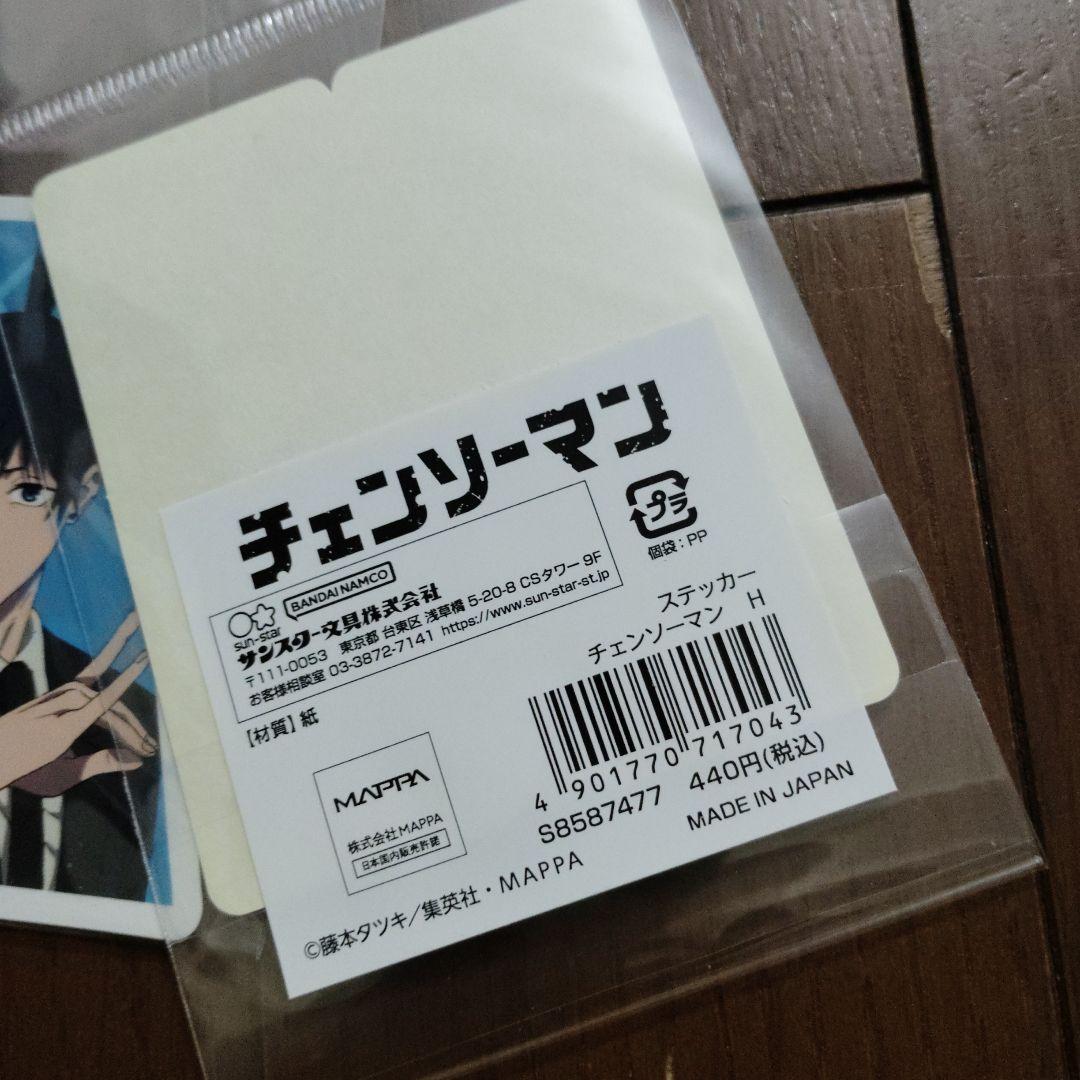 チェンソーマン
プラ
個袋：PP
sun-star
BANDAI NAMCO
サンスター文具株式会社
〒111-0053 東京都 台東区 浅草橋 5-20-8 CSタワー 9F
お客様相談室 03-3872-7141 https://www.sun-star-st.jp
【材質】紙
ステッカー
チェンソーマン H
4 901770 717043
S8587477 440円(税込)
MADE IN JAPAN
MAPPA
株式会社MAPPA
日本国内販売許諾
©藤本タツキ/集英社・MAPPA